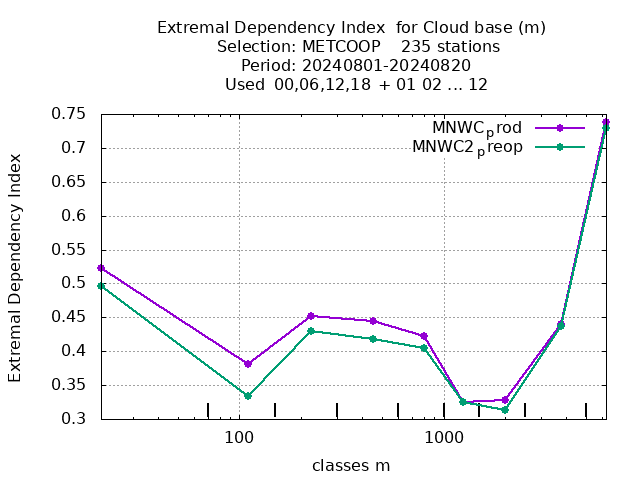 Extremal Dependency Index  for Cloud base (m)
Selection: METCOOP    235 stations
Period: 20240801-20240820
Used  00,06,12,18 + 01 02 ... 12
MNWC_prod
MNWC2_preop
Extremal Dependency Index
0.75
0.7
0.65
0.6
0.55
0.5
0.45
0.4
0.35
0.3
100
1000
classes m